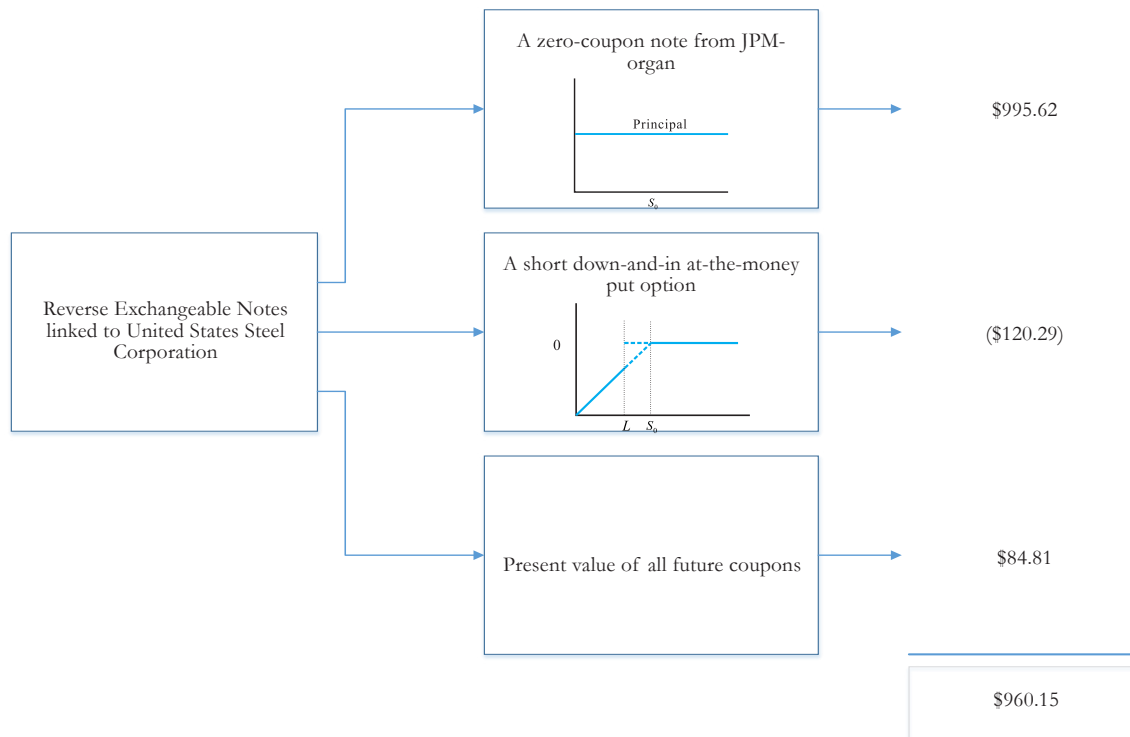 A zero-coupon note from JPM-
organ
Principal
S₀
$995.62
Reverse Exchangeable Notes
linked to United States Steel
Corporation
A short down-and-in at-the-money
put option
0
L S₀
($120.29)
Present value of all future coupons
$84.81
$960.15